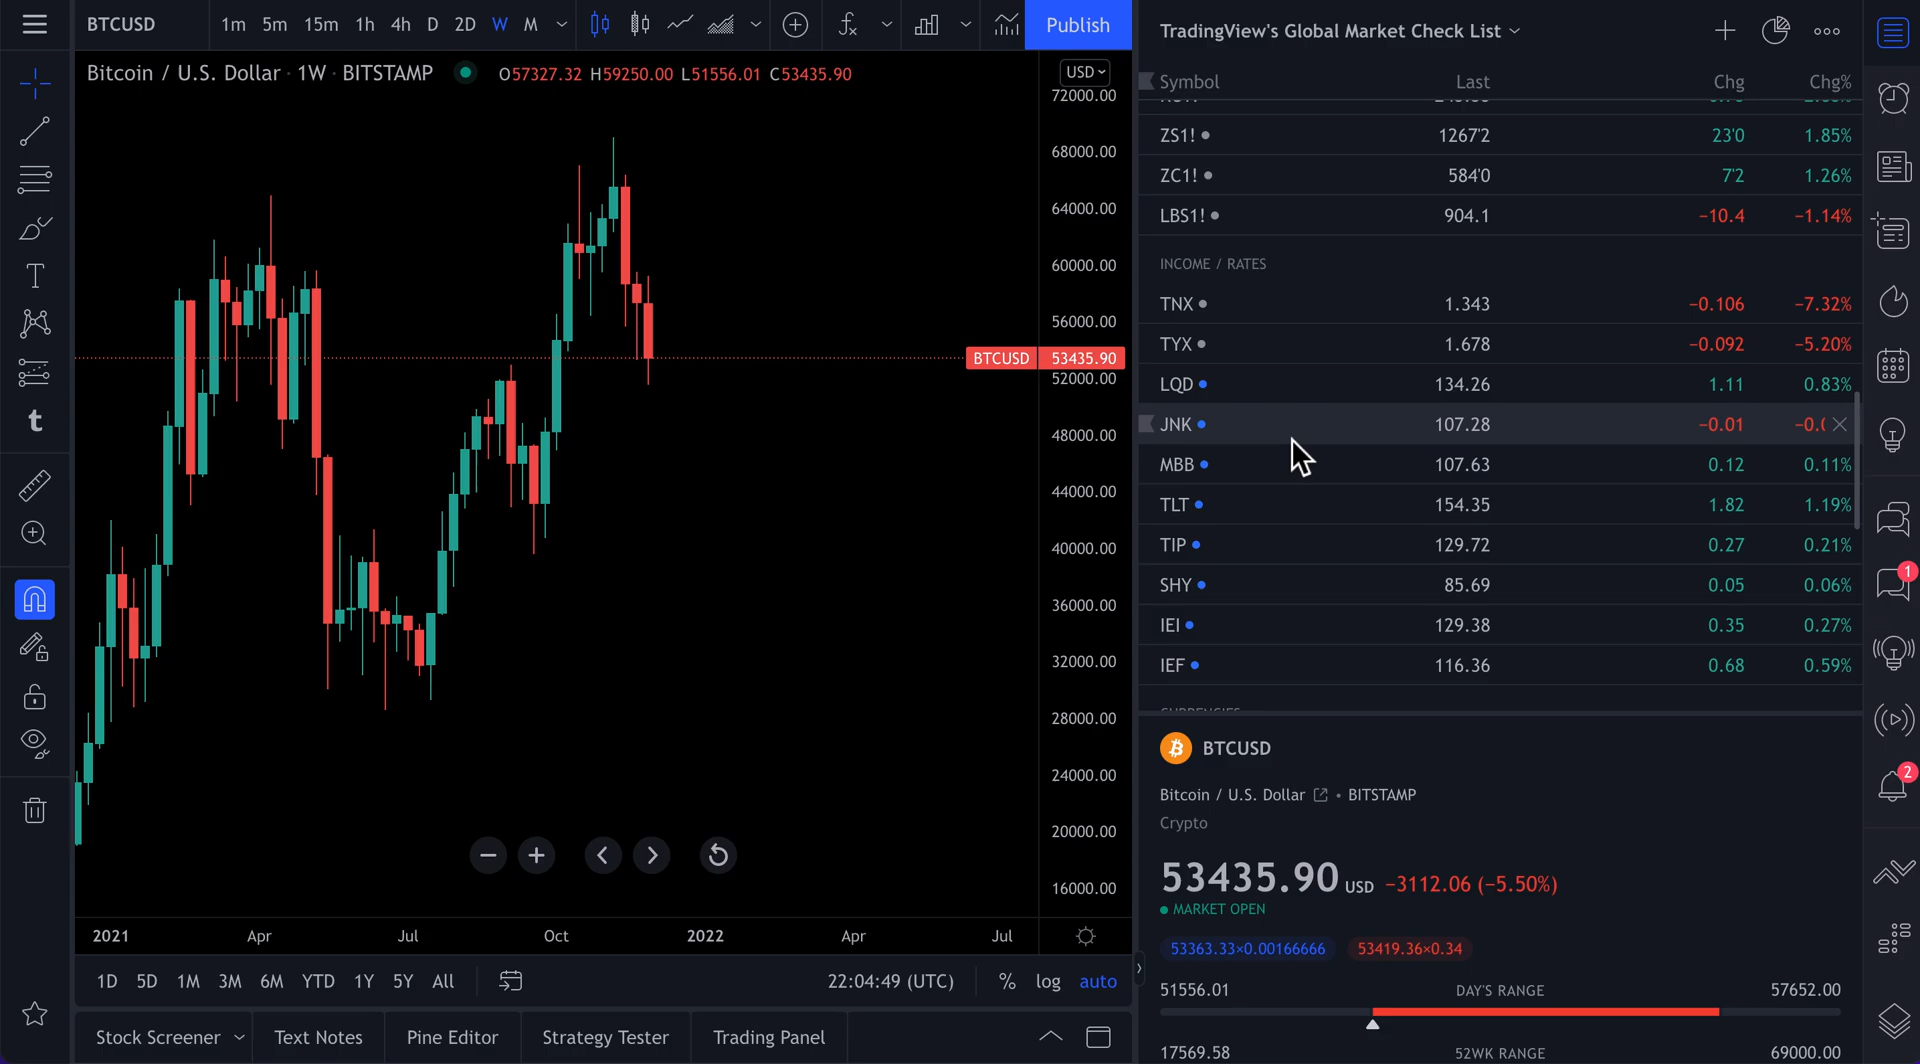 BTCUSD 1m 5m 15m 1h 4h D 2D W M Publish
Bitcoin / U.S. Dollar · 1W · BITSTAMP O57327.32 H59250.00 L51556.01 C53435.90
USD
72000.00
68000.00
64000.00
60000.00
56000.00
BTCUSD 53435.90
52000.00
48000.00
44000.00
40000.00
36000.00
32000.00
28000.00
24000.00
20000.00
16000.00
2021 Apr Jul Oct 2022 Apr Jul
1D 5D 1M 3M 6M YTD 1Y 5Y All 22:04:49 (UTC) % log auto
Stock Screener Text Notes Pine Editor Strategy Tester Trading Panel
TradingView's Global Market Check List
Symbol Last Chg Chg%
ZS1! 1267'2 23'0 1.85%
ZC1! 584'0 7'2 1.26%
LBS1! 904.1 −10.4 −1.14%
INCOME / RATES
TNX 1.343 −0.106 −7.32%
TYX 1.678 −0.092 −5.20%
LQD 134.26 1.11 0.83%
JNK 107.28 −0.01
MBB 107.63 0.12 0.11%
TLT 154.35 1.82 1.19%
TIP 129.72 0.27 0.21%
SHY 85.69 0.05 0.06%
IEI 129.38 0.35 0.27%
IEF 116.36 0.68 0.59%
BTCUSD
Bitcoin / U.S. Dollar • BITSTAMP
Crypto
53435.90 USD −3112.06 (−5.50%)
MARKET OPEN
53363.33×0.00166666 53419.36×0.34
51556.01 DAY'S RANGE 57652.00
17569.58 52WK RANGE 69000.00
1
2